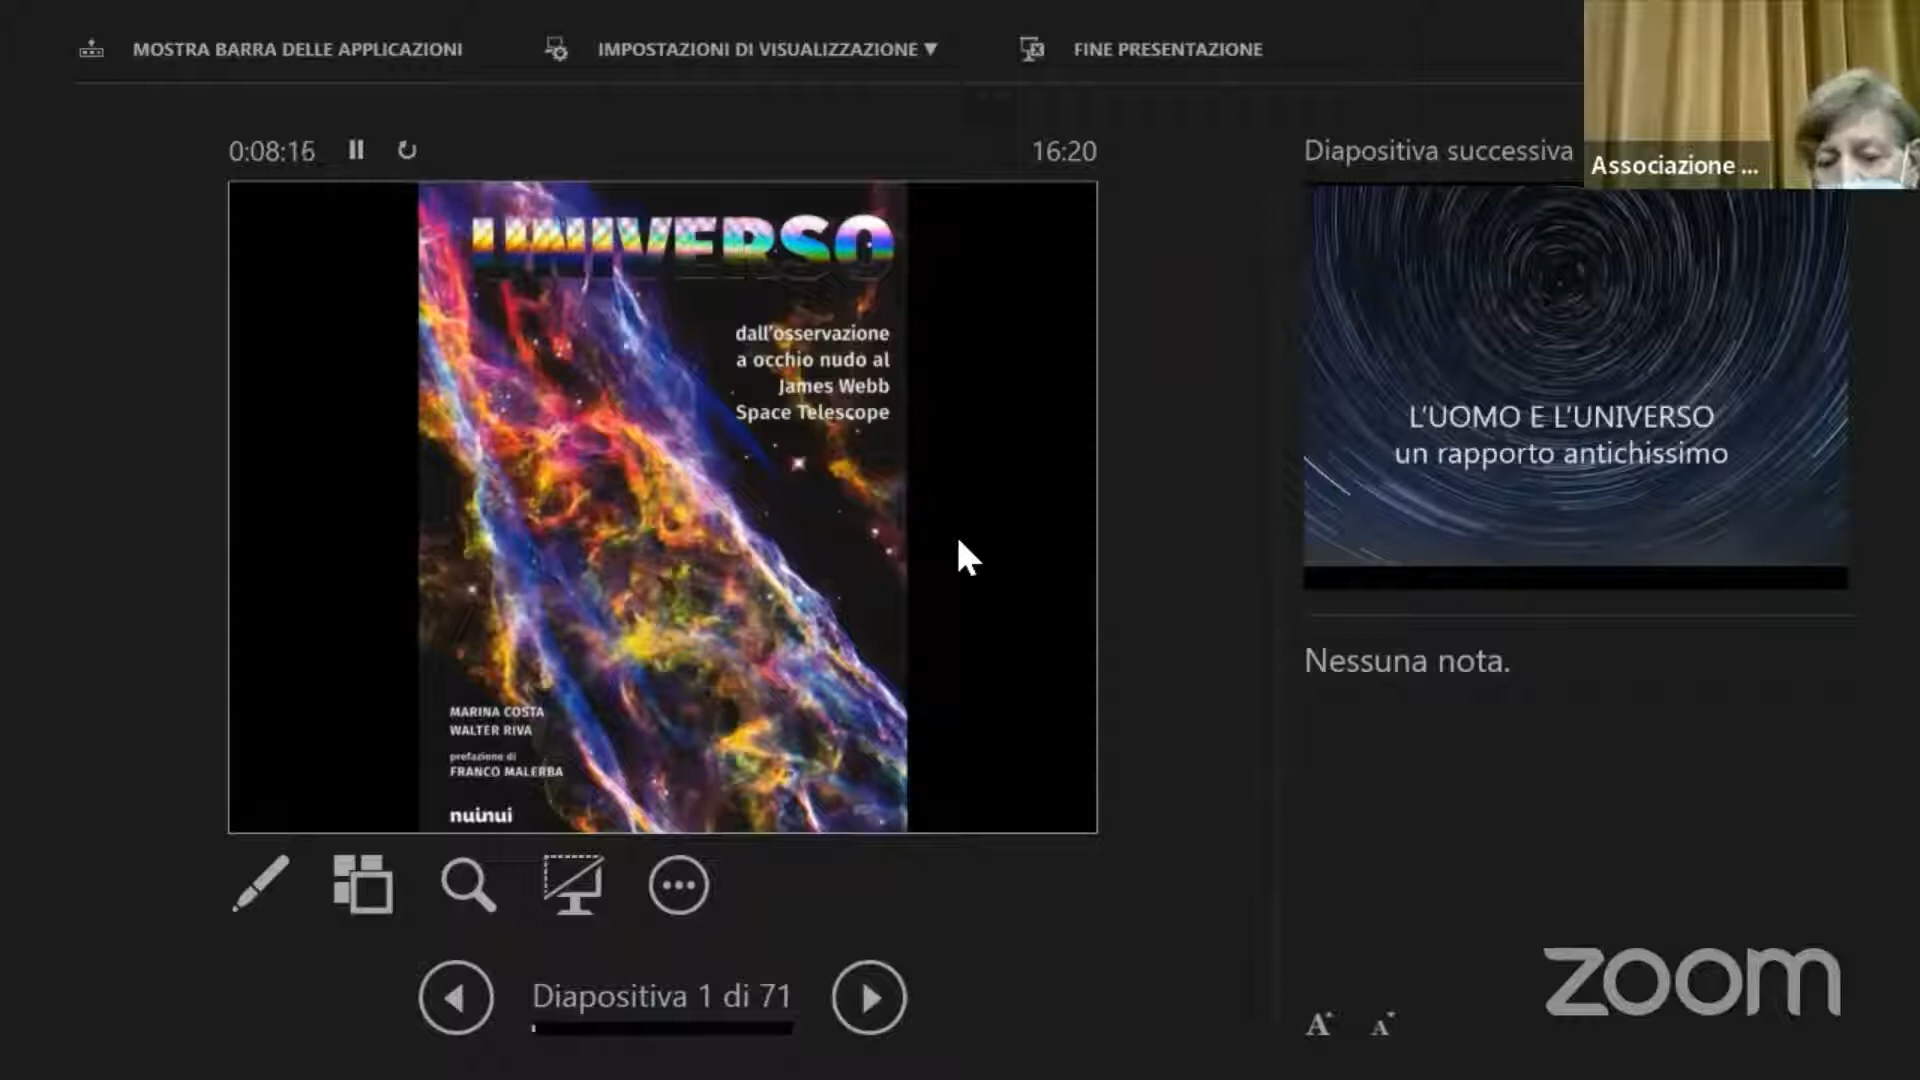 MOSTRA BARRA DELLE APPLICAZIONI
IMPOSTAZIONI DI VISUALIZZAZIONE ▼
FINE PRESENTAZIONE
Associazione ...
0:08:16
16:20
Diapositiva successiva
UNIVERSO
dall'osservazione
a occhio nudo al
James Webb
Space Telescope
MARINA COSTA
WALTER RIVA
prefazione di
FRANCO MALERBA
nuinui
L'UOMO E L'UNIVERSO
un rapporto antichissimo
Nessuna nota.
Diapositiva 1 di 71
A A
zoom